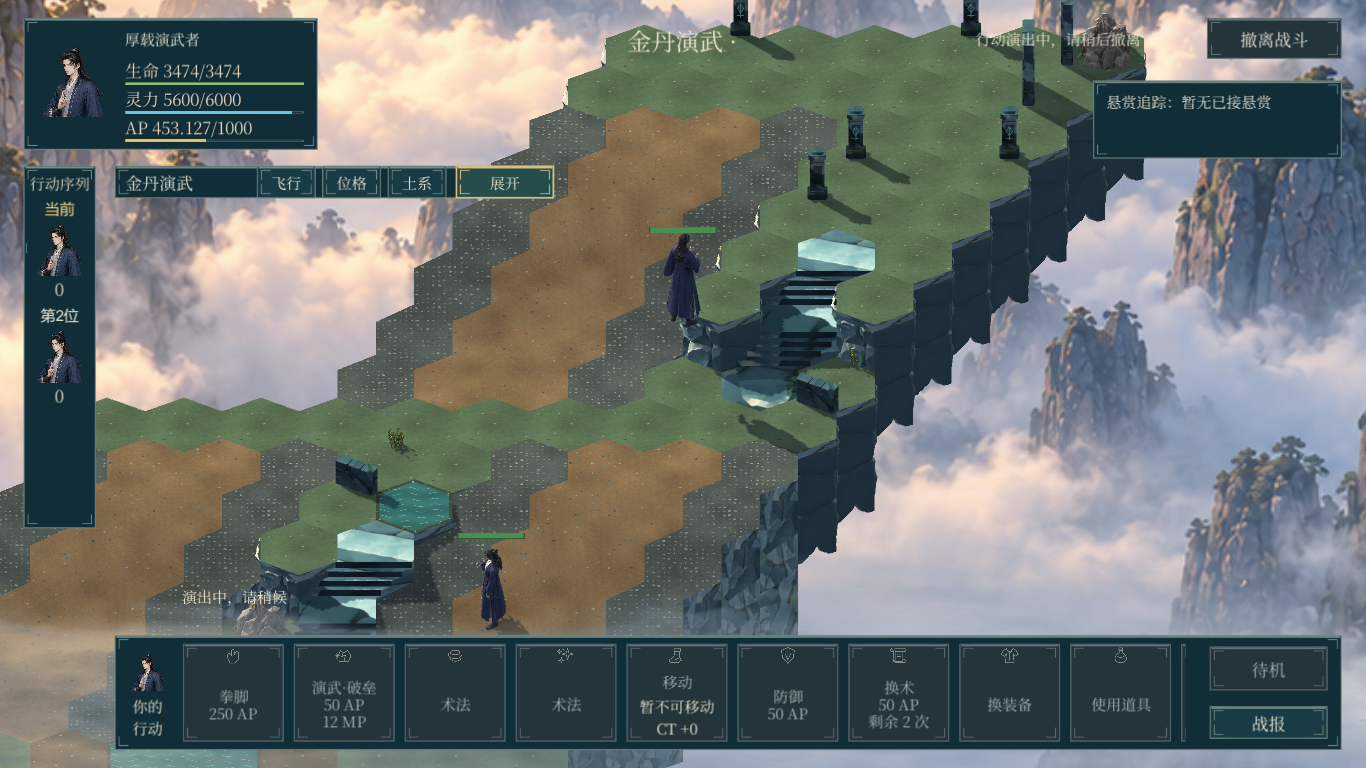 厚载演武者
生命 3474/3474
灵力 5600/6000
AP 453.127/1000
金丹演武 ·
行动演出中，请稍后撤离
撤离战斗
悬赏追踪：暂无已接悬赏
行动序列
当前
0
第2位
0
金丹演武
飞行
位格
土系
展开
演出中，请稍候
你的
行动
拳脚
250 AP
演武·破垒
50 AP
12 MP
术法
术法
移动
暂不可移动
CT +0
防御
50 AP
换术
50 AP
剩余 2 次
换装备
使用道具
待机
战报